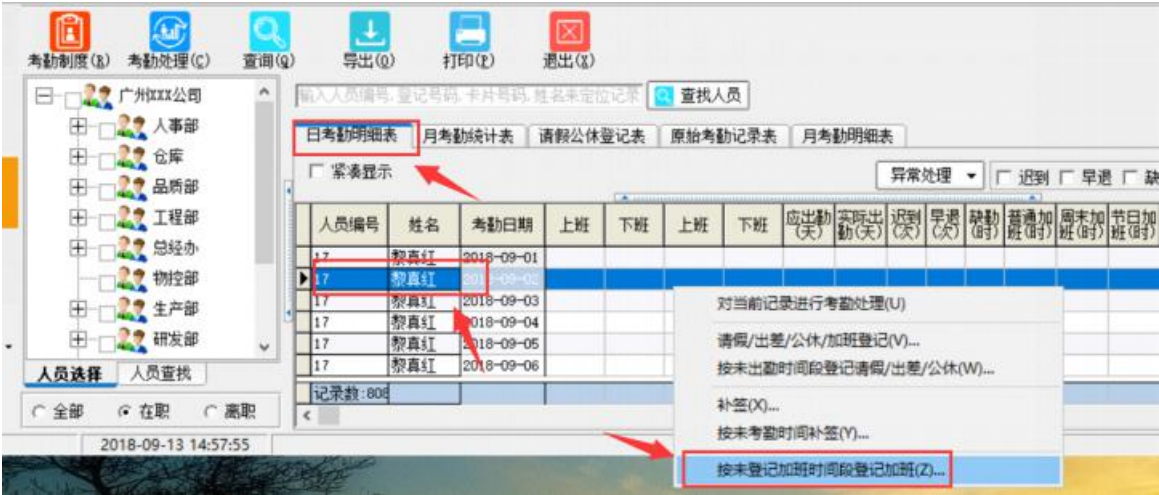 考勤制度(R) 考勤处理(C) 查询(Q) 导出(O) 打印(P) 退出(X)
广州XXX公司
人事部
仓库
品质部
工程部
总经办
物控部
生产部
研发部
人员选择 人员查找
全部 在职 离职
2018-09-13 14:57:55
输入人员编号,登记号码,卡片号码,姓名来定位记录 查找人员
日考勤明细表 月考勤统计表 请假公休登记表 原始考勤记录表 月考勤明细表
紧凑显示 异常处理 迟到 早退 缺
人员编号 姓名 考勤日期 上班 下班 上班 下班 应出勤(天) 实际出勤(天) 迟到(次) 早退(次) 缺勤(时) 普通加班(时) 周末加班(时) 节日加班(时)
17 黎真红 2018-09-01
17 黎真红 2018-09-02
17 黎真红 2018-09-03
17 黎真红 2018-09-04
17 黎真红 2018-09-05
17 黎真红 2018-09-06
记录数:808
对当前记录进行考勤处理(U)
请假/出差/公休/加班登记(V)...
按未出勤时间段登记请假/出差/公休(W)...
补签(X)...
按未考勤时间补签(Y)...
按未登记加班时间段登记加班(Z)...